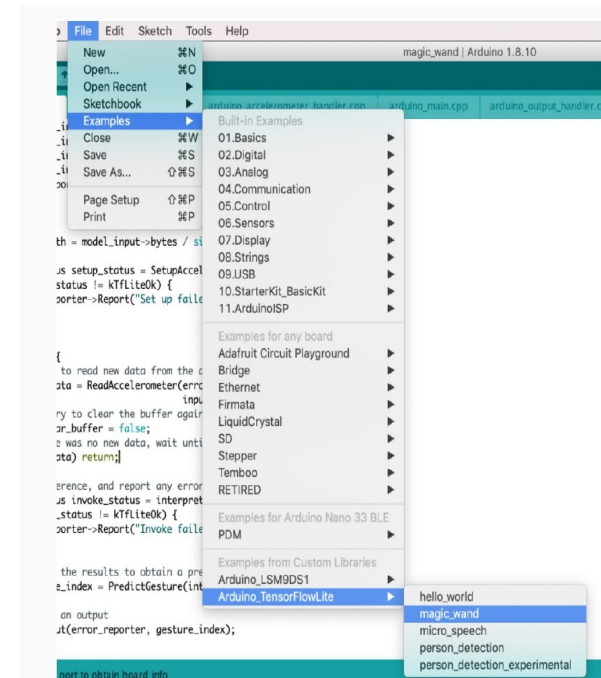 File Edit Sketch Tools Help
magic_wand | Arduino 1.8.10
New ⌘N
Open... ⌘O
Open Recent ▶
Sketchbook ▶
Examples ▶
Close ⌘W
Save ⌘S
Save As... ⇧⌘S
Page Setup ⇧⌘P
Print ⌘P
arduino_accelerometer_handler.cpp arduino_main.cpp arduino_output_handler.c
Built-in Examples
01.Basics ▶
02.Digital ▶
03.Analog ▶
04.Communication ▶
05.Control ▶
06.Sensors ▶
07.Display ▶
08.Strings ▶
09.USB ▶
10.StarterKit_BasicKit ▶
11.ArduinoISP ▶
Examples for any board
Adafruit Circuit Playground ▶
Bridge ▶
Ethernet ▶
Firmata ▶
LiquidCrystal ▶
SD ▶
Stepper ▶
Temboo ▶
RETIRED ▶
Examples for Arduino Nano 33 BLE
PDM ▶
Examples from Custom Libraries
Arduino_LSM9DS1 ▶
Arduino_TensorFlowLite ▶
hello_world
magic_wand
micro_speech
person_detection
person_detection_experimental
th = model_input->bytes / si
us setup_status = SetupAccel
status != kTfLiteOk) {
porter->Report("Set up faile
{
to read new data from the a
ata = ReadAccelerometer(erro
inpu
ry to clear the buffer again
ar_buffer = false;
e was no new data, wait unti
ata) return;
erence, and report any error
us invoke_status = interpret
_status != kTfLiteOk) {
porter->Report("Invoke faile
the results to obtain a pre
e_index = PredictGesture(int
an output
ut(error_reporter, gesture_index);
port to obtain board info